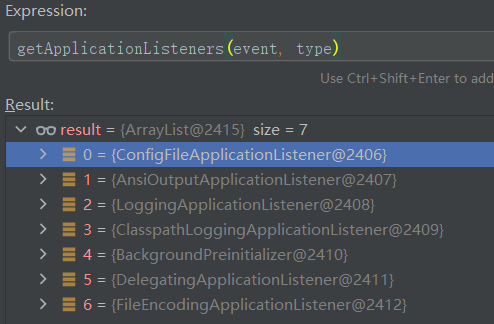 Expression:
getApplicationListeners(event, type)
Use Ctrl+Shift+Enter to add
Result:
result = {ArrayList@2415} size = 7
0 = {ConfigFileApplicationListener@2406}
1 = {AnsiOutputApplicationListener@2407}
2 = {LoggingApplicationListener@2408}
3 = {ClasspathLoggingApplicationListener@2409}
4 = {BackgroundPreinitializer@2410}
5 = {DelegatingApplicationListener@2411}
6 = {FileEncodingApplicationListener@2412}